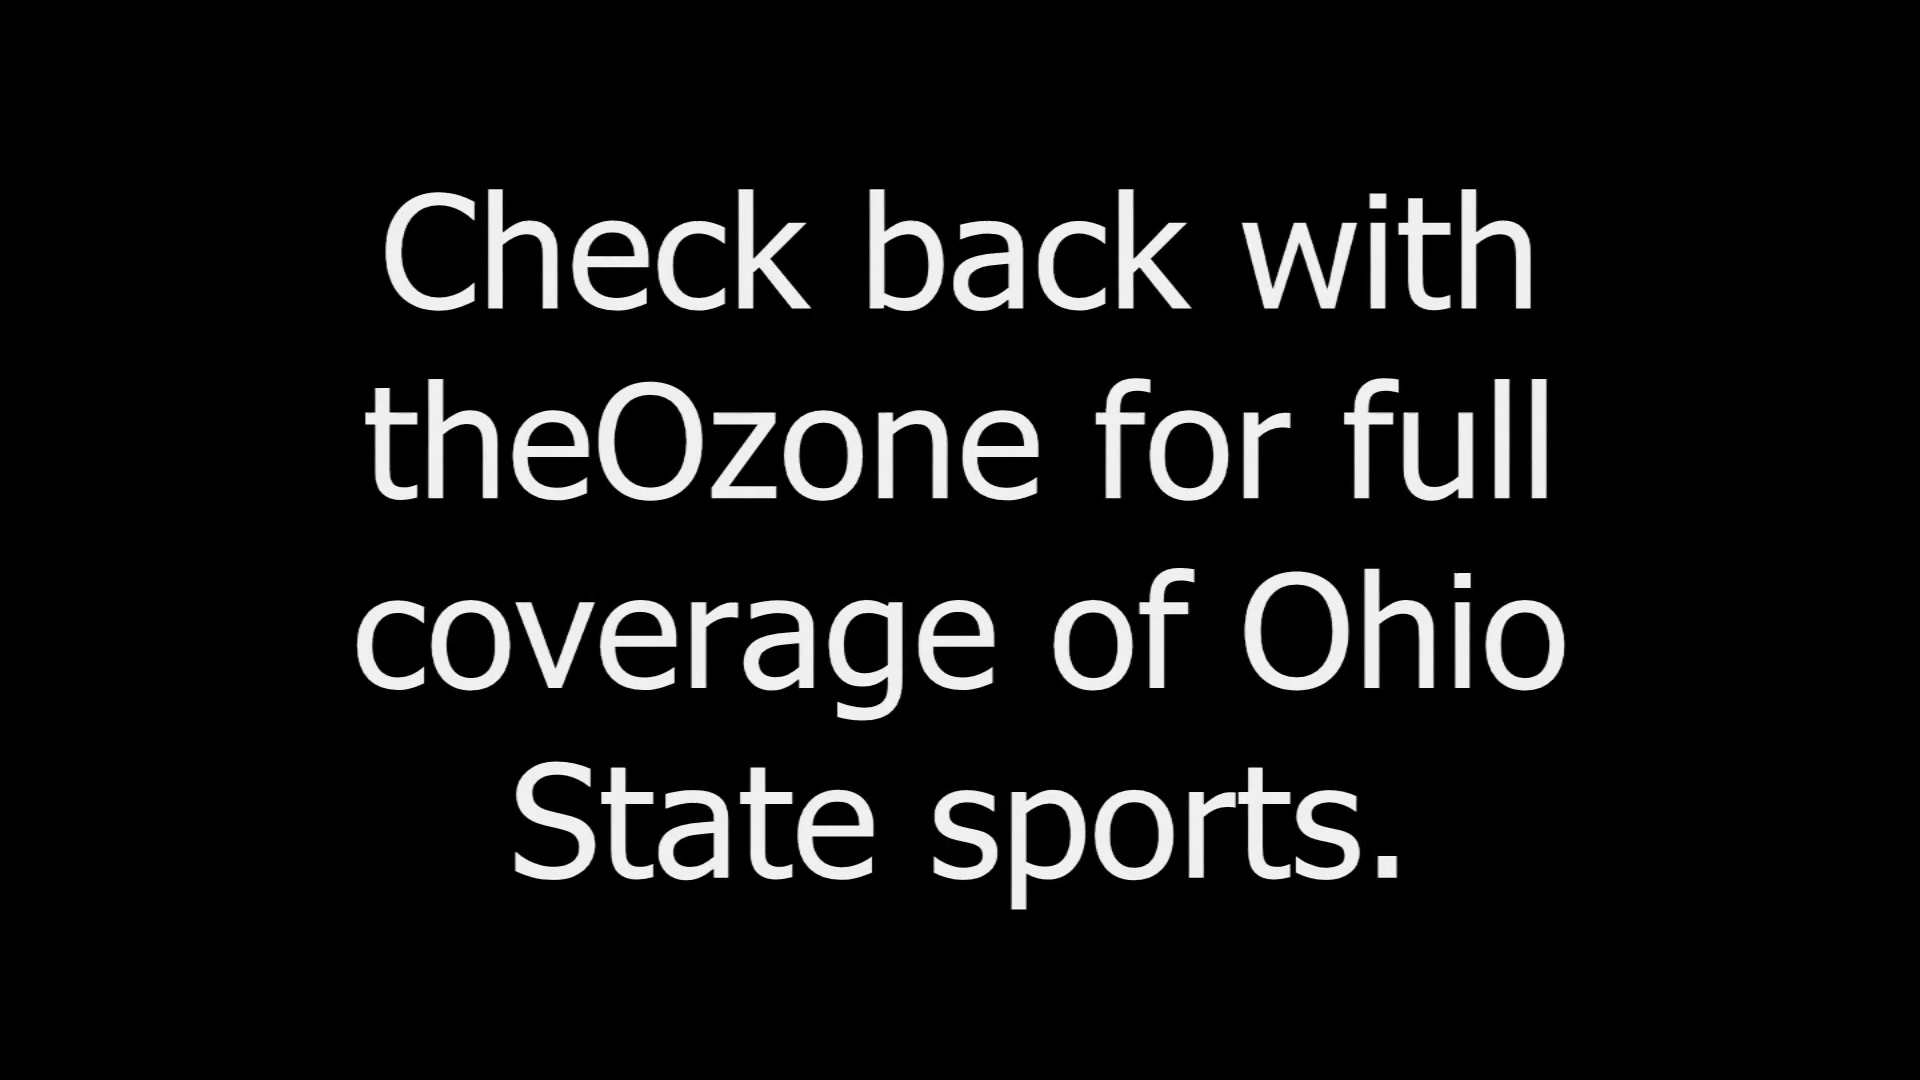 Check back with
theOzone for full
coverage of Ohio
State sports.